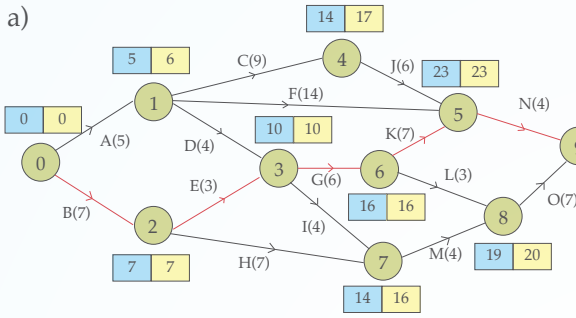 a)
14 17
4
C(9)
J(6)
5 6
23 23
1
F(14)
5
N(4)
0 0
A(5)
D(4)
10 10
K(7)
0
E(3)
3
G(6)
6
L(3)
B(7)
I(4)
16 16
O(7)
2
8
H(7)
M(4)
7 7
7
19 20
14 16